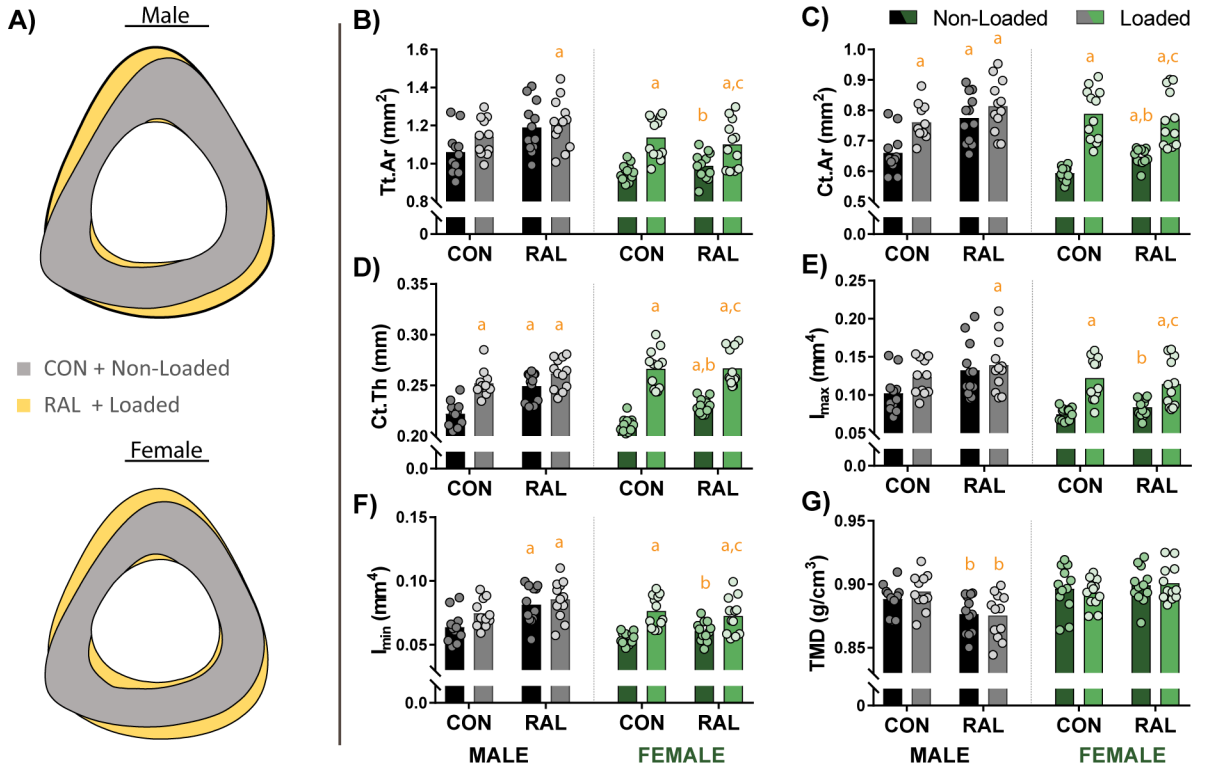 A)
Male
CON + Non-Loaded
RAL + Loaded
Female
Non-Loaded
Loaded
B)
Tt.Ar (mm2)
1.6
1.4
1.2
1.0
0.8
0
a
a
b
a,c
CON
RAL
CON
RAL
C)
Ct.Ar (mm2)
1.0
0.9
0.8
0.7
0.6
0.5
0.0
a
a
a
a
a,b
a,c
CON
RAL
CON
RAL
D)
Ct.Th (mm)
0.35
0.30
0.25
0.20
0.0
a
a
a
a
a,b
a,c
CON
RAL
CON
RAL
E)
Imax (mm4)
0.25
0.20
0.15
0.10
0.05
0.0
a
a
b
a,c
CON
RAL
CON
RAL
F)
Imin (mm4)
0.15
0.10
0.05
0.0
a
a
a
b
a,c
CON
RAL
CON
RAL
MALE
FEMALE
G)
TMD (g/cm3)
0.95
0.90
0.85
0
b
b
CON
RAL
CON
RAL
MALE
FEMALE